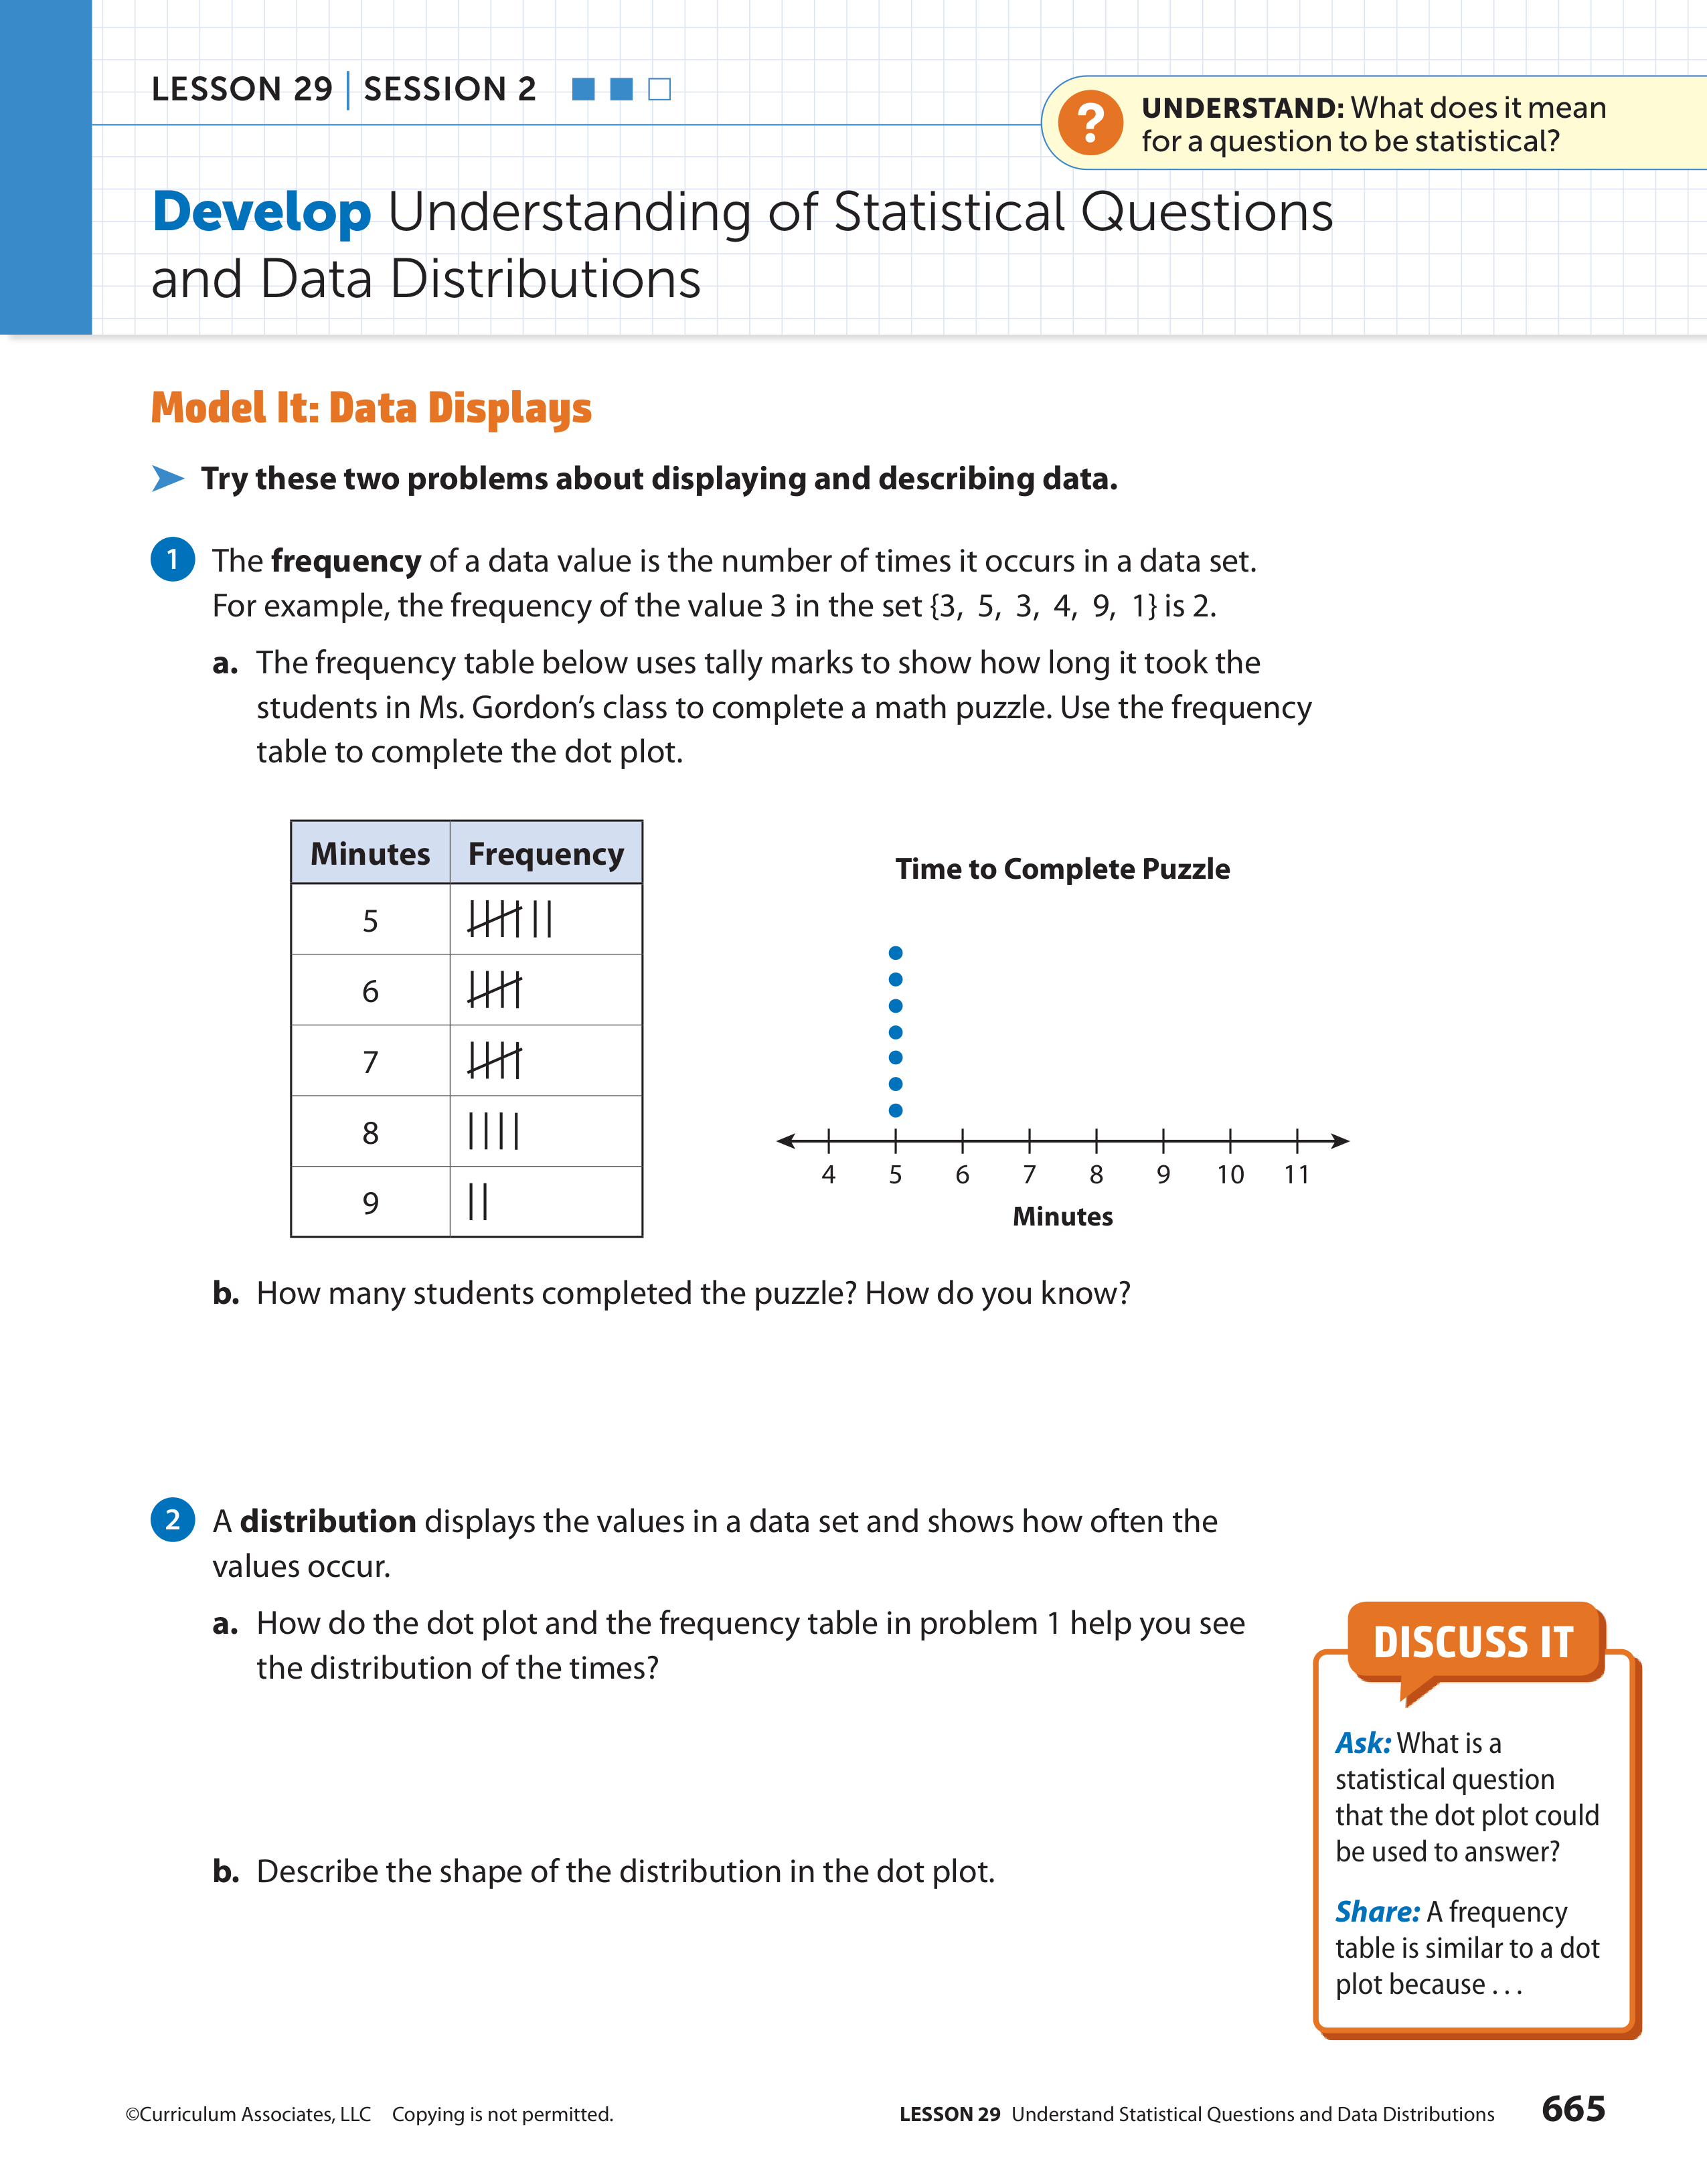 LESSON 29 | SESSION 2
? UNDERSTAND: What does it mean
for a question to be statistical?
Develop Understanding of Statistical Questions
and Data Distributions
Model It: Data Displays
Try these two problems about displaying and describing data.
1 The frequency of a data value is the number of times it occurs in a data set.
For example, the frequency of the value 3 in the set {3, 5, 3, 4, 9, 1} is 2.
a. The frequency table below uses tally marks to show how long it took the
students in Ms. Gordon's class to complete a math puzzle. Use the frequency
table to complete the dot plot.
Minutes Frequency
5
6
7
8
9
Time to Complete Puzzle
4 5 6 7 8 9 10 11
Minutes
b. How many students completed the puzzle? How do you know?
2 A distribution displays the values in a data set and shows how often the
values occur.
a. How do the dot plot and the frequency table in problem 1 help you see
the distribution of the times?
b. Describe the shape of the distribution in the dot plot.
DISCUSS IT
Ask: What is a
statistical question
that the dot plot could
be used to answer?
Share: A frequency
table is similar to a dot
plot because . . .
©Curriculum Associates, LLC Copying is not permitted.
LESSON 29 Understand Statistical Questions and Data Distributions 665